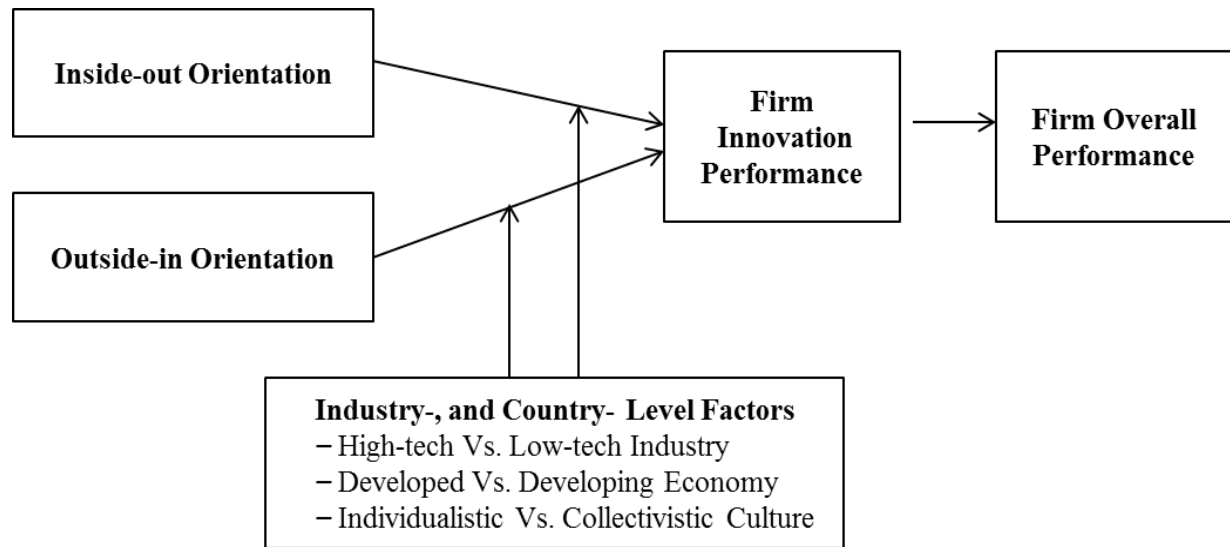 Inside-out Orientation
Outside-in Orientation
Firm
Innovation
Performance
Firm Overall
Performance
Industry-, and Country- Level Factors
– High-tech Vs. Low-tech Industry
– Developed Vs. Developing Economy
– Individualistic Vs. Collectivistic Culture